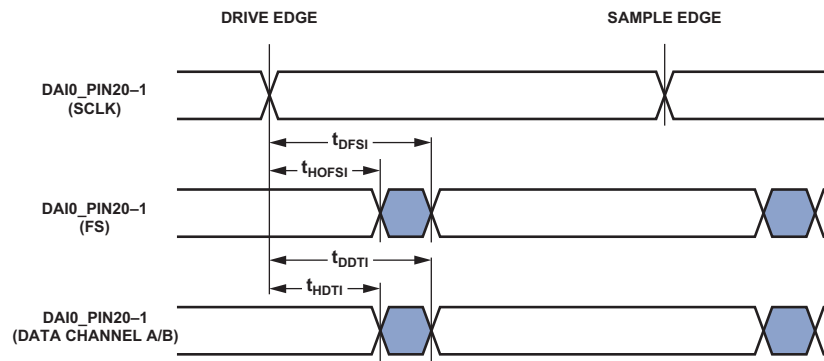 DRIVE EDGE
SAMPLE EDGE
DAI0_PIN20–1
(SCLK)
tDFSI
tHOFSI
DAI0_PIN20–1
(FS)
tDDTI
tHDTI
DAI0_PIN20–1
(DATA CHANNEL A/B)